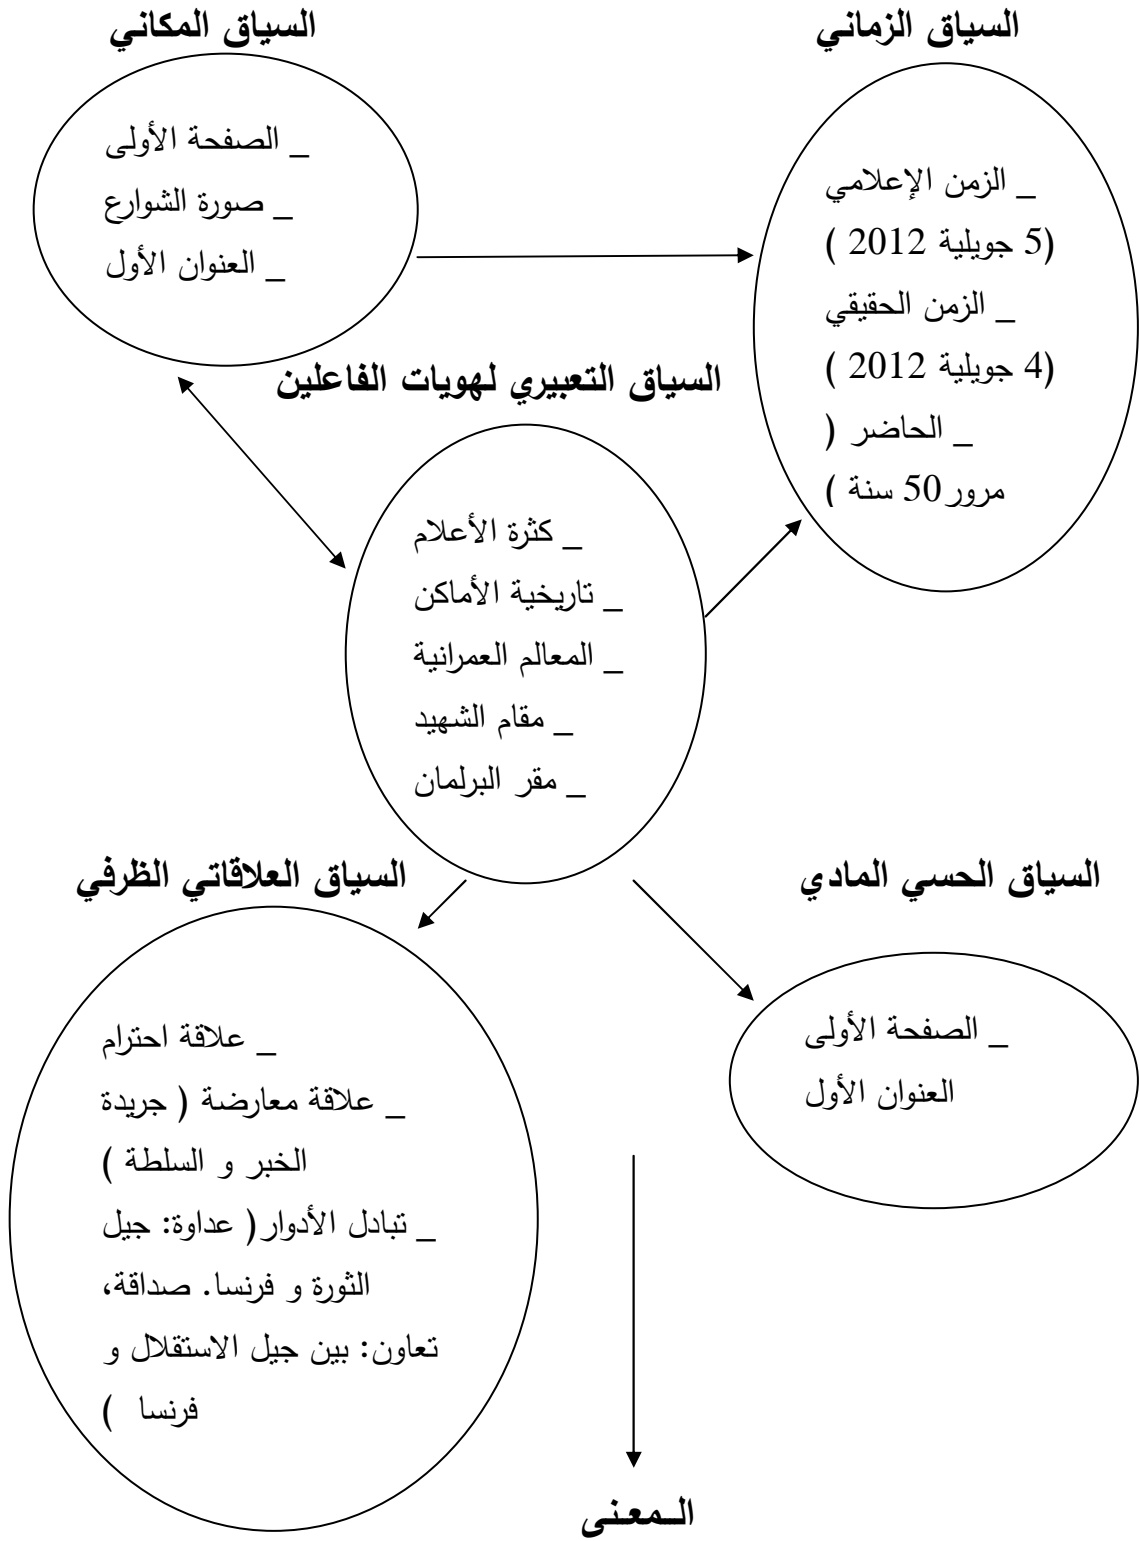 السياق الزماني
_ الزمن الإعلامي
(5 جويلية 2012 )
_ الزمن الحقيقي
(4 جويلية 2012 )
_ الحاضر (
مرور 50 سنة )
السياق المكاني
_ الصفحة الأولى
_ صورة الشوارع
_ العنوان الأول
السياق التعبيري لهويات الفاعلين
_ كثرة الأعلام
_ تاريخية الأماكن
_ المعالم العمرانية
_ مقام الشهيد
_ مقر البرلمان
السياق الحسي المادي
_ الصفحة الأولى
العنوان الأول
السياق العلاقاتي الظرفي
_ علاقة احترام
_ علاقة معارضة ( جريدة
الخبر و السلطة )
_ تبادل الأدوار( عداوة: جيل
الثورة و فرنسا. صداقة،
تعاون: بين جيل الاستقلال و
فرنسا )
الـمعـنى